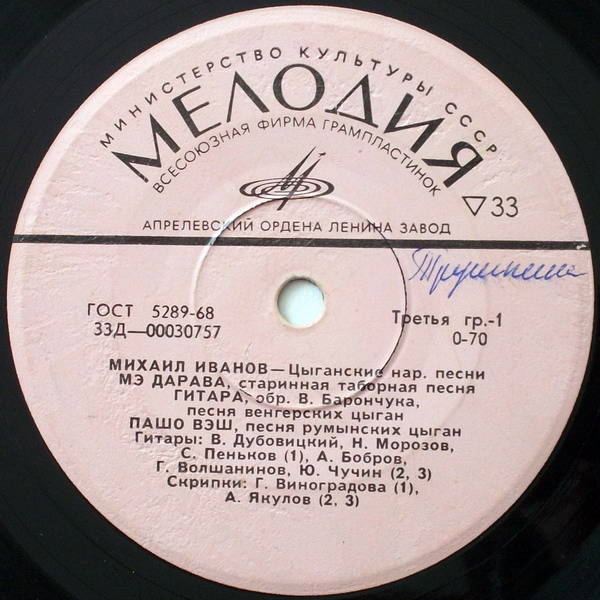 МИНИСТЕРСТВО КУЛЬТУРЫ СССР
МЕЛОДИЯ
ВСЕСОЮЗНАЯ ФИРМА ГРАМПЛАСТИНОК
▽33
АПРЕЛЕВСКИЙ ОРДЕНА ЛЕНИНА ЗАВОД
ГОСТ 5289-68
33Д—00030757
Третья гр.-1
0-70
МИХАИЛ ИВАНОВ — Цыганские нар. песни
МЭ ДАРАВА, старинная таборная песня
ГИТАРА, обр. В. Барончука,
песня венгерских цыган
ПАШО ВЭШ, песня румынских цыган
Гитары: В. Дубовицкий, Н. Морозов,
С. Пеньков (1), А. Бобров,
Г. Волшанинов, Ю. Чучин (2, 3)
Скрипки: Г. Виноградова (1),
А. Якулов (2, 3)